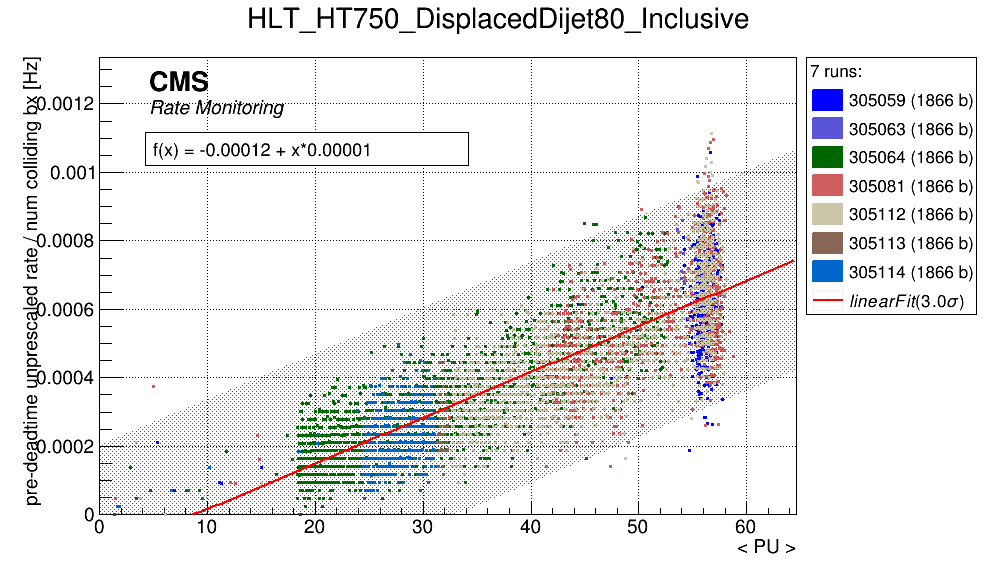 HLT_HT750_DisplacedDijet80_Inclusive
pre-deadtime unprescaled rate / num colliding bx [Hz]
CMS
Rate Monitoring
f(x) = -0.00012 + x*0.00001
0.0012
0.001
0.0008
0.0006
0.0004
0.0002
0
0 10 20 30 40 50 60
< PU >
7 runs:
305059 (1866 b)
305063 (1866 b)
305064 (1866 b)
305081 (1866 b)
305112 (1866 b)
305113 (1866 b)
305114 (1866 b)
linearFit(3.0σ)